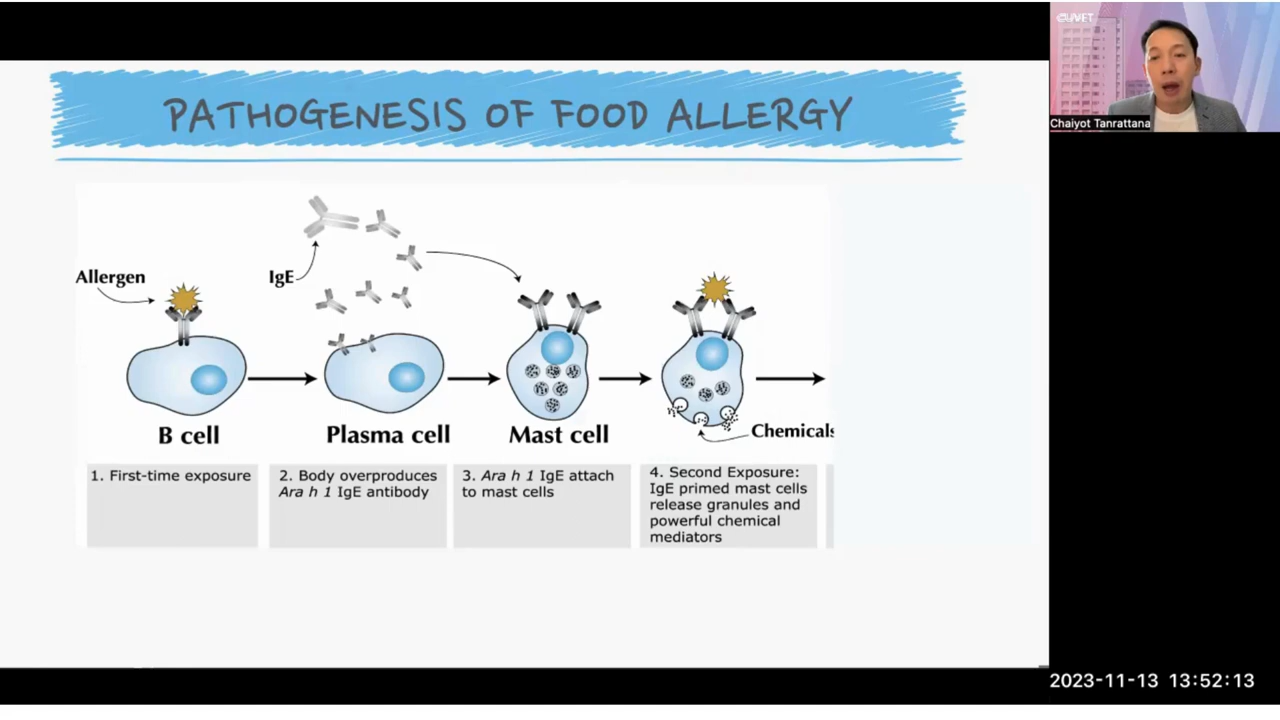 CUVET
Chaiyot Tanrattana
PATHOGENESIS OF FOOD ALLERGY
Allergen
IgE
B cell
Plasma cell
Mast cell
Chemicals
1. First-time exposure
2. Body overproduces
Ara h 1 IgE antibody
3. Ara h 1 IgE attach
to mast cells
4. Second Exposure:
IgE primed mast cells
release granules and
powerful chemical
mediators
2023-11-13 13:52:13